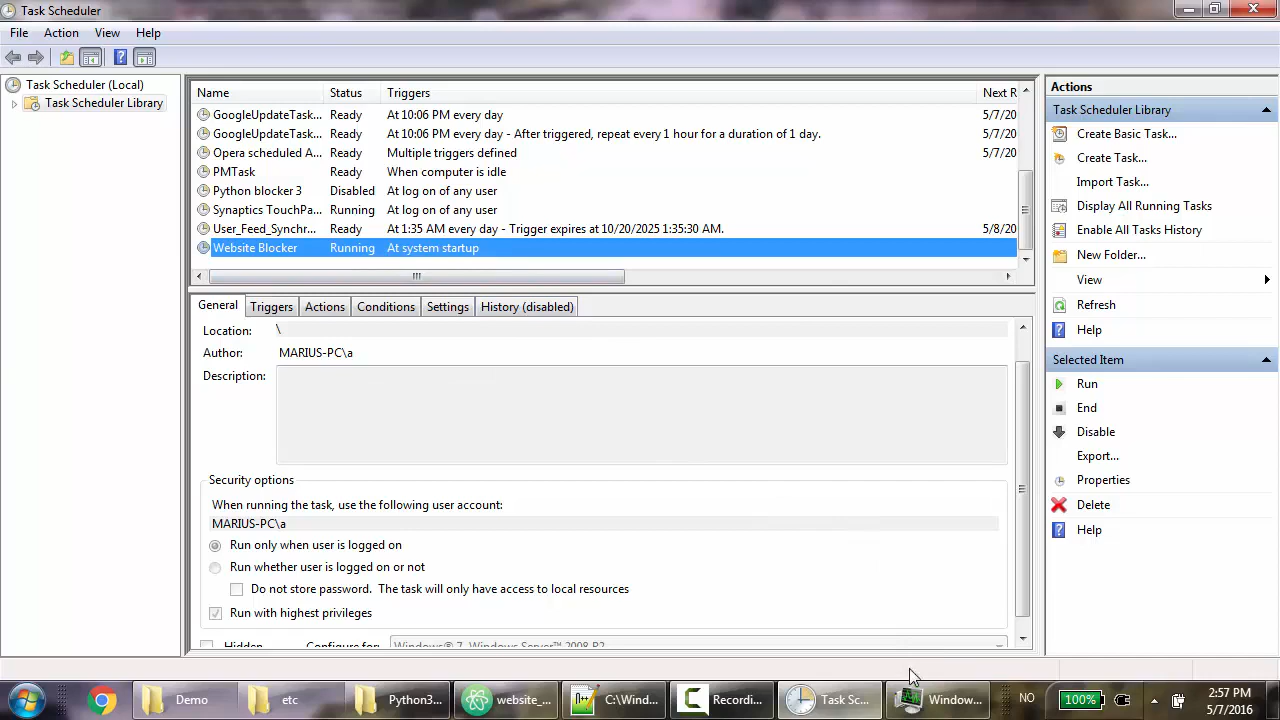 Task Scheduler
File Action View Help
Task Scheduler (Local)
Task Scheduler Library
Name Status Triggers Next R
GoogleUpdateTask... Ready At 10:06 PM every day 5/7/20
GoogleUpdateTask... Ready At 10:06 PM every day - After triggered, repeat every 1 hour for a duration of 1 day. 5/7/20
Opera scheduled A... Ready Multiple triggers defined 5/7/20
PMTask Ready When computer is idle
Python blocker 3 Disabled At log on of any user
Synaptics TouchPa... Running At log on of any user
User_Feed_Synchr... Ready At 1:35 AM every day - Trigger expires at 10/20/2025 1:35:30 AM. 5/8/20
Website Blocker Running At system startup
General Triggers Actions Conditions Settings History (disabled)
Location: \
Author: MARIUS-PC\a
Description:
Security options
When running the task, use the following user account:
MARIUS-PC\a
Run only when user is logged on
Run whether user is logged on or not
Do not store password. The task will only have access to local resources
Run with highest privileges
Hidden Configure for: Windows® 7, Windows Server™ 2008 R2
Actions
Task Scheduler Library
Create Basic Task...
Create Task...
Import Task...
Display All Running Tasks
Enable All Tasks History
New Folder...
View
Refresh
Help
Selected Item
Run
End
Disable
Export...
Properties
Delete
Help
Demo etc Python3... website_... C:\Wind... Recordi... Task Sc... Window... NO 100% 2:57 PM
5/7/2016